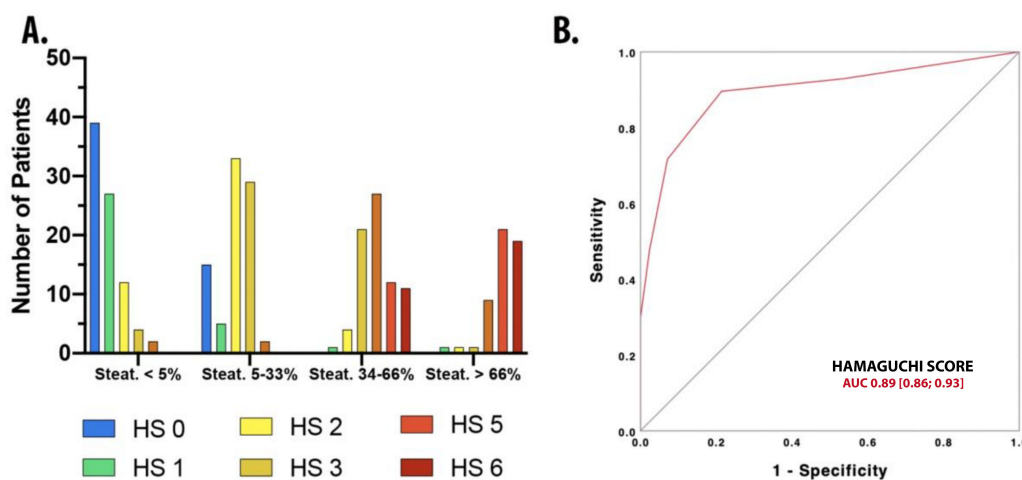 A.
Number of Patients
50
40
30
20
10
0
Steat. < 5%
Steat. 5-33%
Steat. 34-66%
Steat. > 66%
HS 0
HS 2
HS 5
HS 1
HS 3
HS 6
B.
Sensitivity
1.0
0.8
0.6
0.4
0.2
0.0
HAMAGUCHI SCORE
AUC 0.89 [0.86; 0.93]
0.0
0.2
0.4
0.6
0.8
1.
1 - Specificity